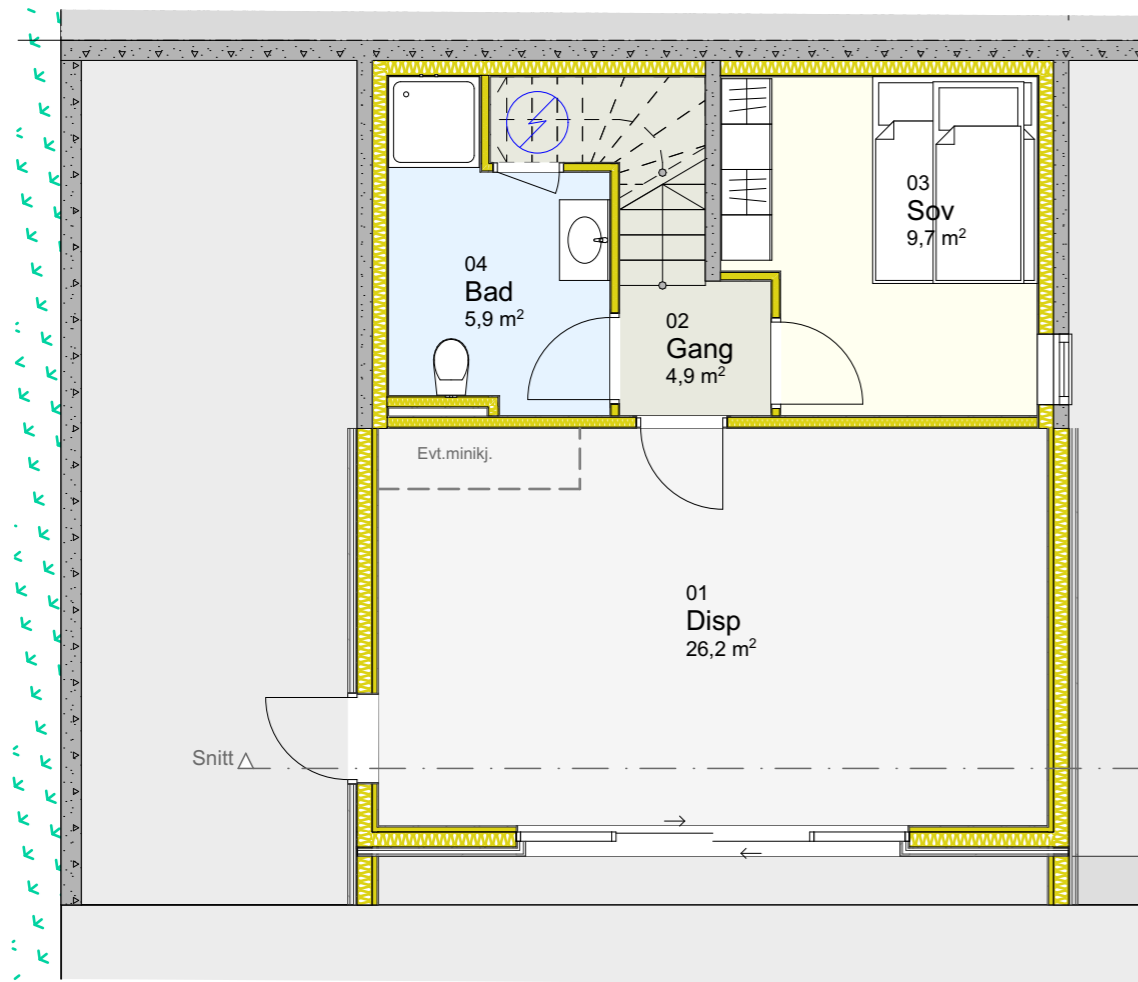 03
Sov
9,7 m²
04
Bad
5,9 m²
02
Gang
4,9 m²
Evt.minikj.
01
Disp
26,2 m²
Snitt